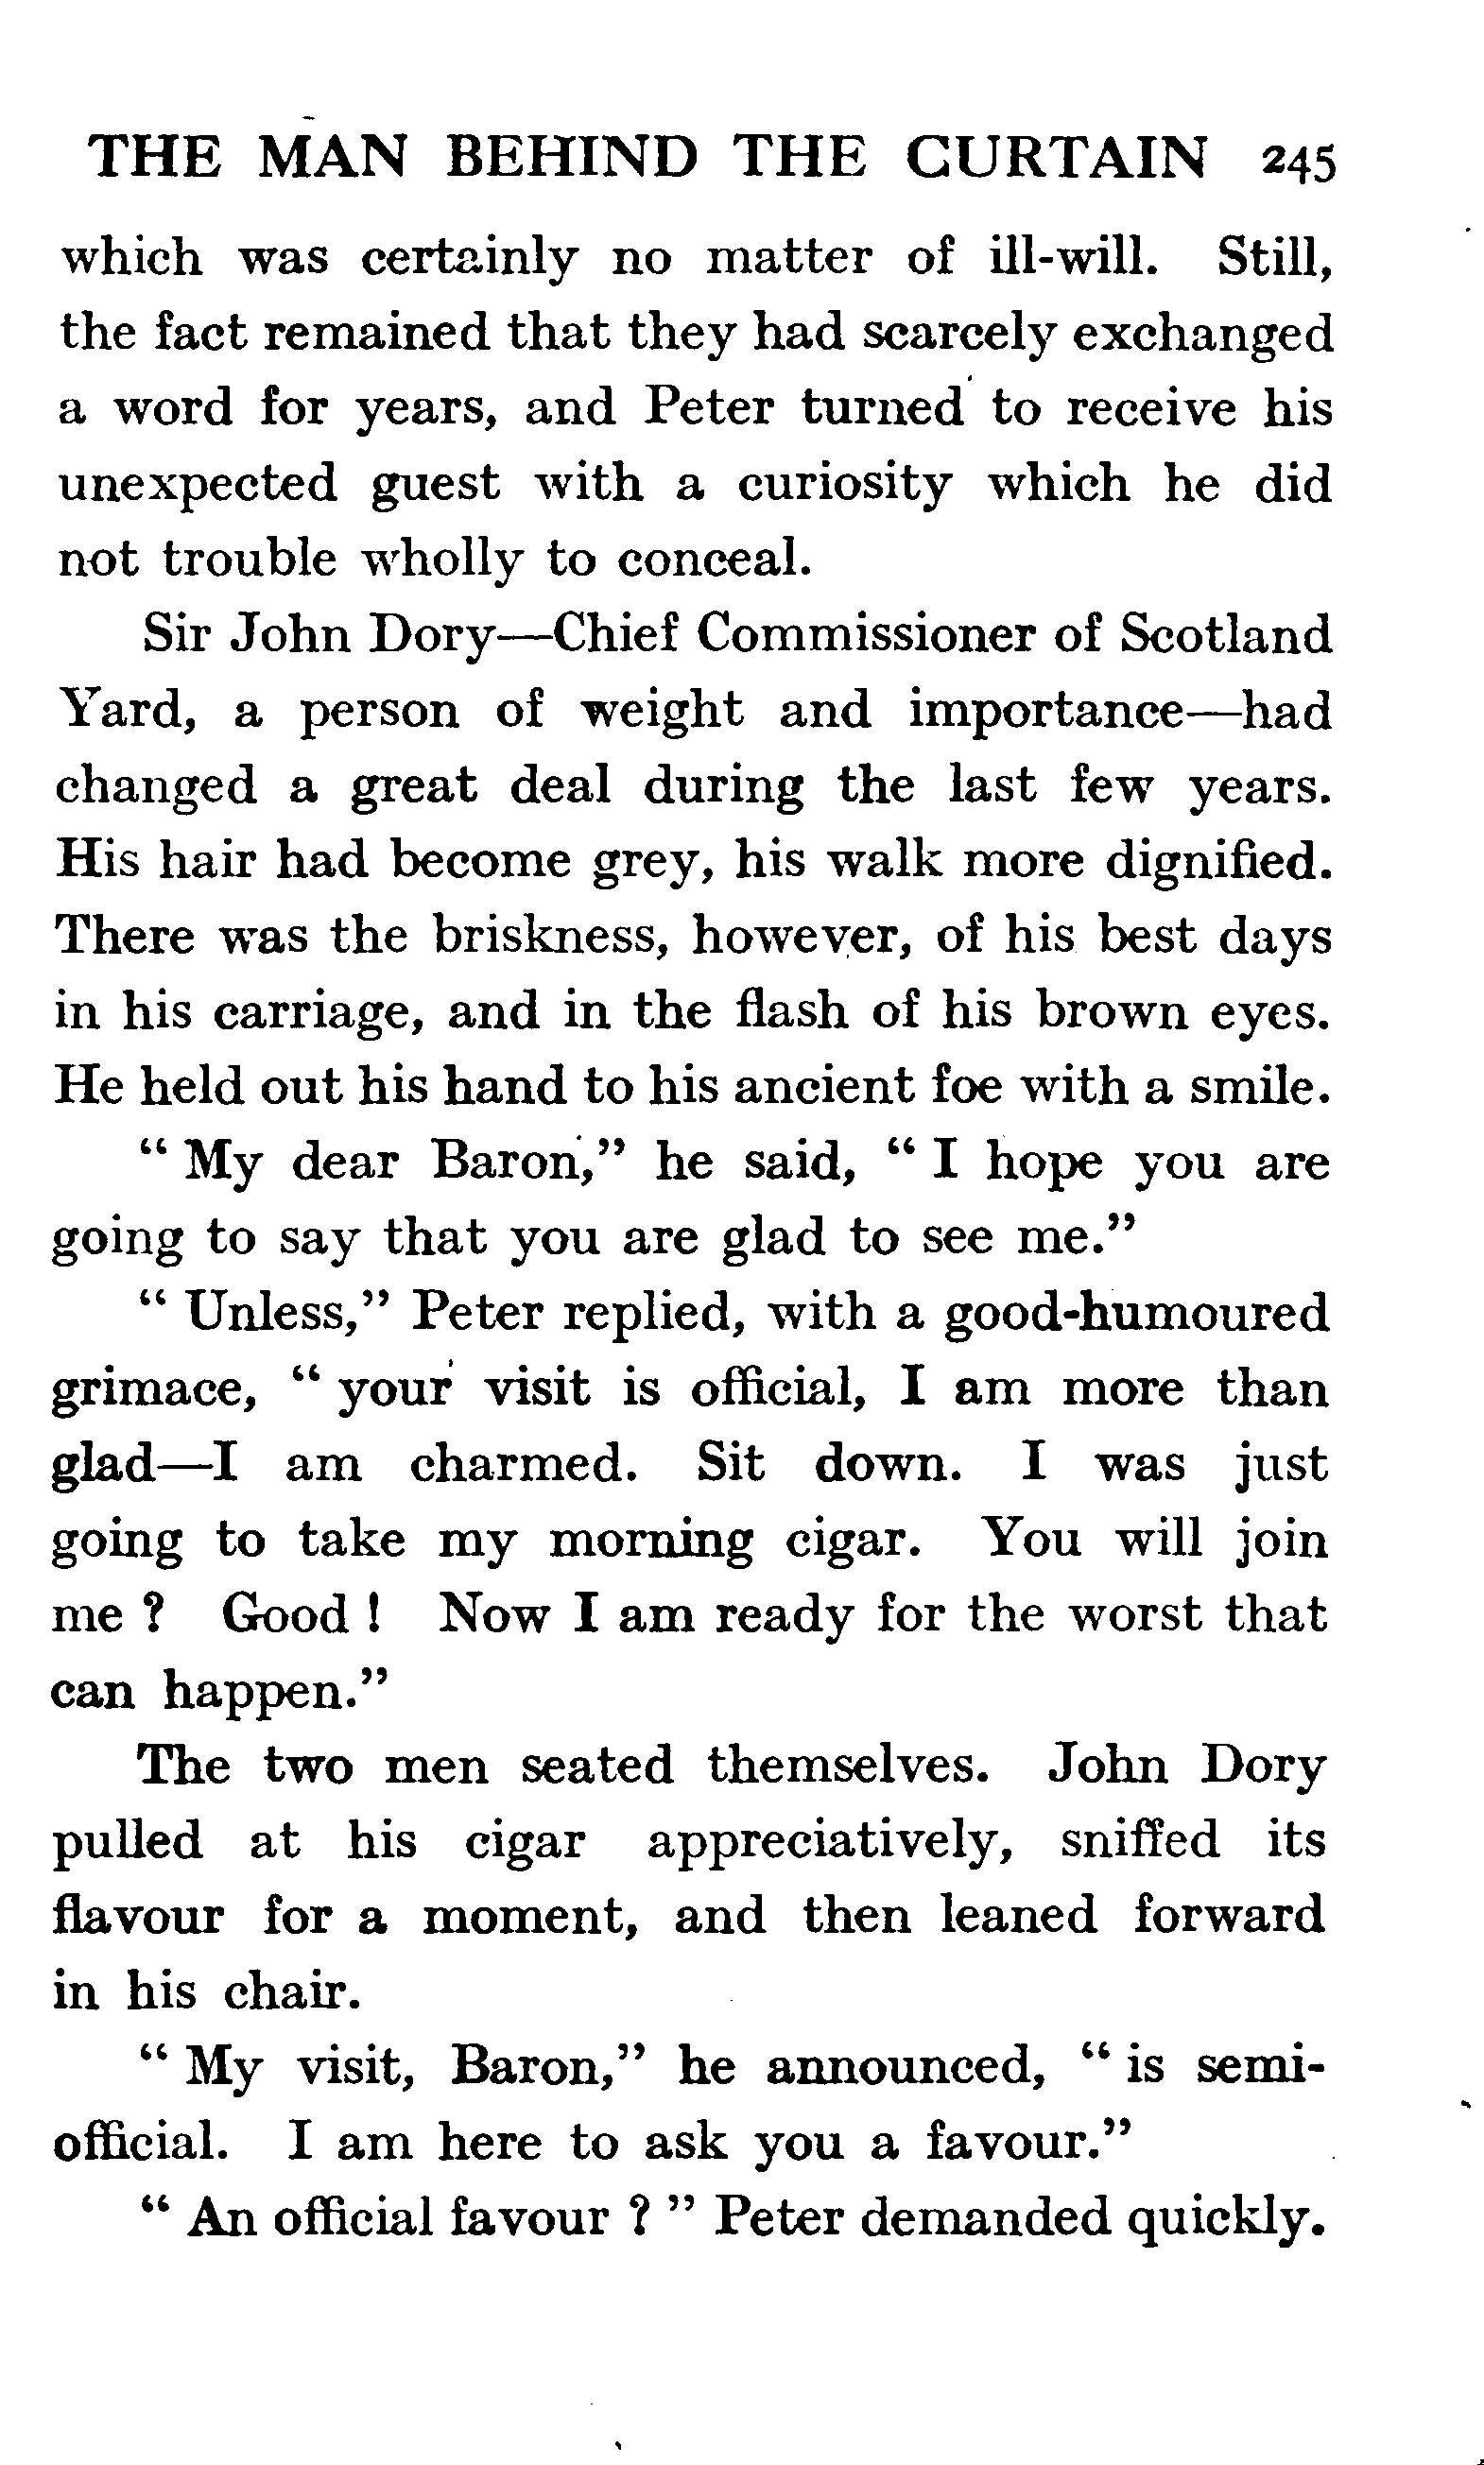 THE MAN BEHIND THE CURTAIN 245
which was certainly no matter of ill-will. Still,
the fact remained that they had scarcely exchanged
a word for years, and Peter turned to receive his
unexpected guest with a curiosity which he did
not trouble wholly to conceal.
Sir John Dory—Chief Commissioner of Scotland
Yard, a person of weight and importance—had
changed a great deal during the last few years.
His hair had become grey, his walk more dignified.
There was the briskness, however, of his best days
in his carriage, and in the flash of his brown eyes.
He held out his hand to his ancient foe with a smile.
“ My dear Baron,” he said, “ I hope you are
going to say that you are glad to see me.”
“ Unless,” Peter replied, with a good-humoured
grimace, “ your visit is official, I am more than
glad—I am charmed. Sit down. I was just
going to take my morning cigar. You will join
me ? Good ! Now I am ready for the worst that
can happen.”
The two men seated themselves. John Dory
pulled at his cigar appreciatively, sniffed its
flavour for a moment, and then leaned forward
in his chair.
“ My visit, Baron,” he announced, “ is semi-
official. I am here to ask you a favour.”
“ An official favour ? ” Peter demanded quickly.